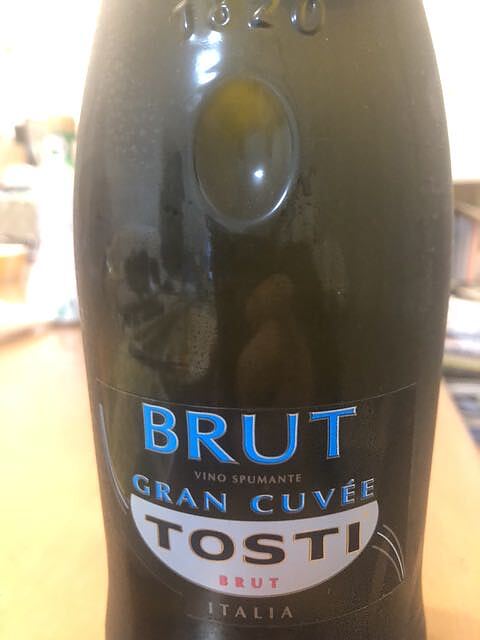 1820
BRUT
VINO SPUMANTE
GRAN CUVÉE
TOSTI
BRUT
ITALIA